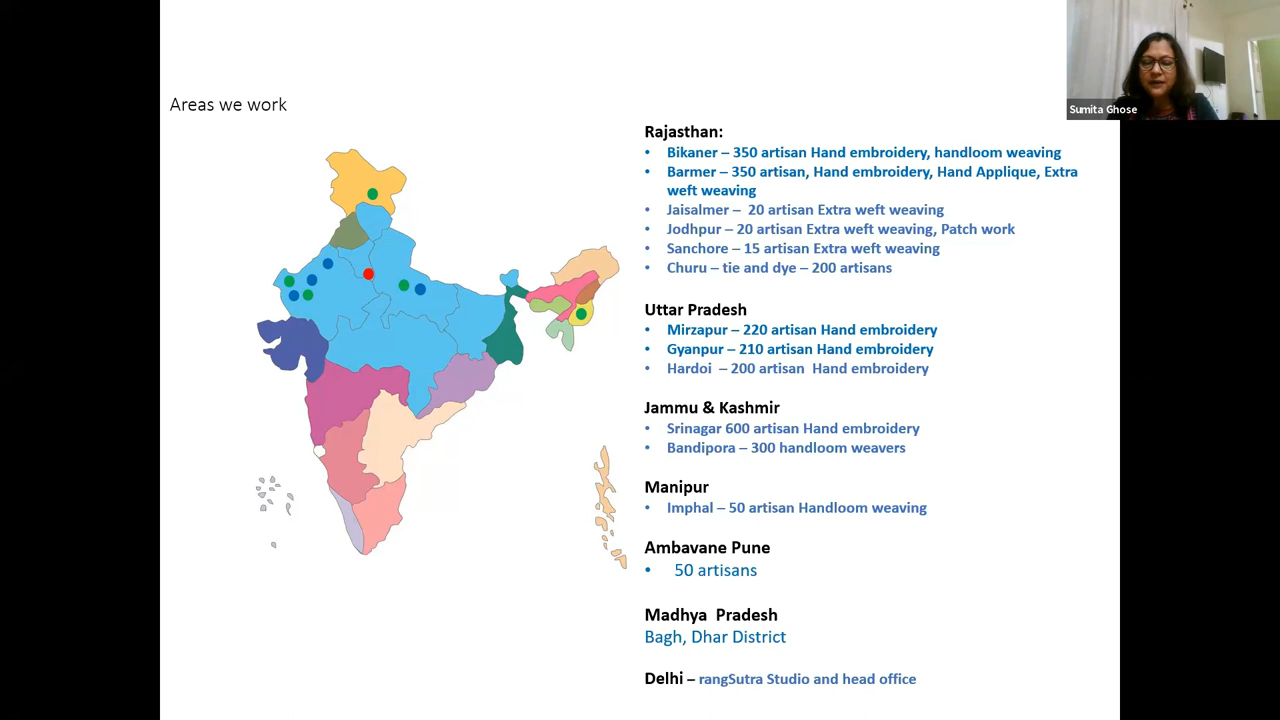 Sumita Ghose
Areas we work
Rajasthan:
• Bikaner – 350 artisan Hand embroidery, handloom weaving
• Barmer – 350 artisan, Hand embroidery, Hand Applique, Extra
weft weaving
• Jaisalmer – 20 artisan Extra weft weaving
• Jodhpur – 20 artisan Extra weft weaving, Patch work
• Sanchore – 15 artisan Extra weft weaving
• Churu – tie and dye – 200 artisans
Uttar Pradesh
• Mirzapur – 220 artisan Hand embroidery
• Gyanpur – 210 artisan Hand embroidery
• Hardoi – 200 artisan Hand embroidery
Jammu & Kashmir
• Srinagar 600 artisan Hand embroidery
• Bandipora – 300 handloom weavers
Manipur
• Imphal – 50 artisan Handloom weaving
Ambavane Pune
• 50 artisans
Madhya Pradesh
Bagh, Dhar District
Delhi – rangSutra Studio and head office